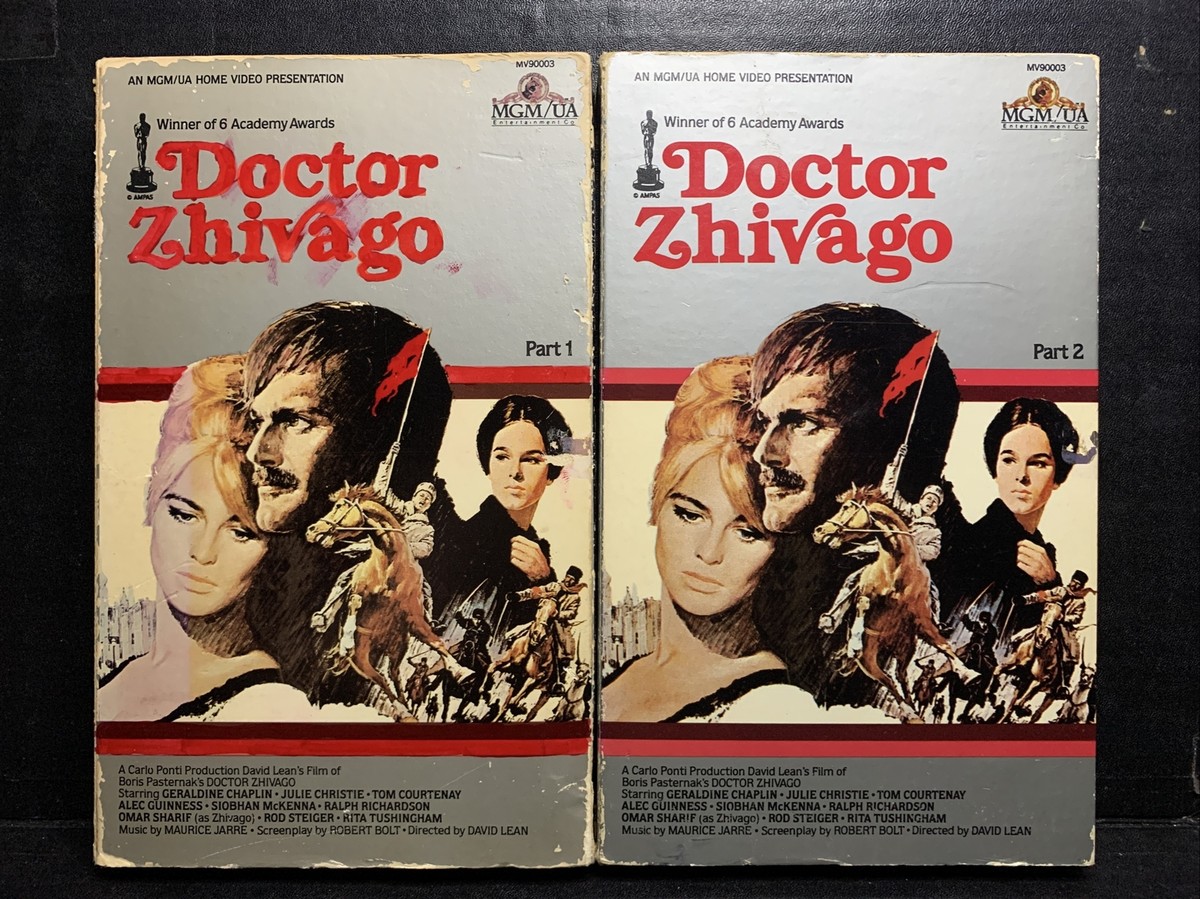 AN MGM/UA HOME VIDEO PRESENTATION
MV90003
MGM/UA
Entertainment Co.
Winner of 6 Academy Awards
© AMPAS
Doctor
Zhivago
Part 1
A Carlo Ponti Production David Lean's Film of
Boris Pasternak's DOCTOR ZHIVAGO
Starring GERALDINE CHAPLIN • JULIE CHRISTIE • TOM COURTENAY
ALEC GUINNESS • SIOBHAN McKENNA • RALPH RICHARDSON
OMAR SHARIF (as Zhivago) • ROD STEIGER • RITA TUSHINGHAM
Music by MAURICE JARRE • Screenplay by ROBERT BOLT • Directed by DAVID LEAN
AN MGM/UA HOME VIDEO PRESENTATION
MV90003
MGM/UA
Entertainment Co.
Winner of 6 Academy Awards
© AMPAS
Doctor
Zhivago
Part 2
A Carlo Ponti Production David Lean's Film of
Boris Pasternak's DOCTOR ZHIVAGO
Starring GERALDINE CHAPLIN • JULIE CHRISTIE • TOM COURTENAY
ALEC GUINNESS • SIOBHAN McKENNA • RALPH RICHARDSON
OMAR SHARIF (as Zhivago) • ROD STEIGER • RITA TUSHINGHAM
Music by MAURICE JARRE • Screenplay by ROBERT BOLT • Directed by DAVID LEAN